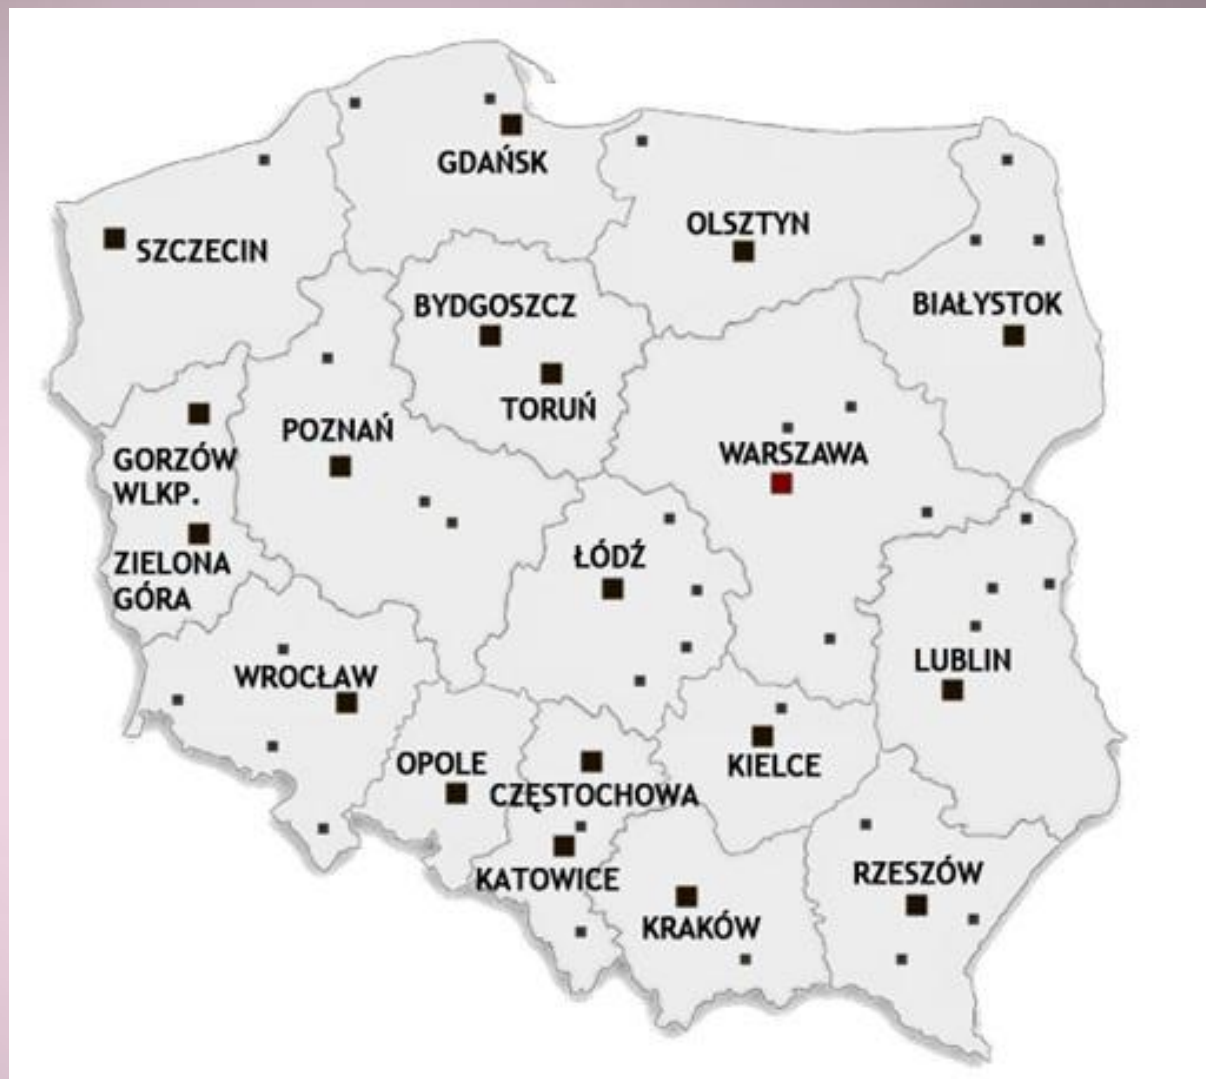 GDAŃSK
OLSZTYN
SZCZECIN
BYDGOSZCZ
BIAŁYSTOK
TORUŃ
POZNAŃ
WARSZAWA
GORZÓW
WLKP.
ŁÓDŹ
ZIELONA
GÓRA
LUBLIN
WROCŁAW
OPOLE
KIELCE
CZĘSTOCHOWA
RZESZÓW
KATOWICE
KRAKÓW